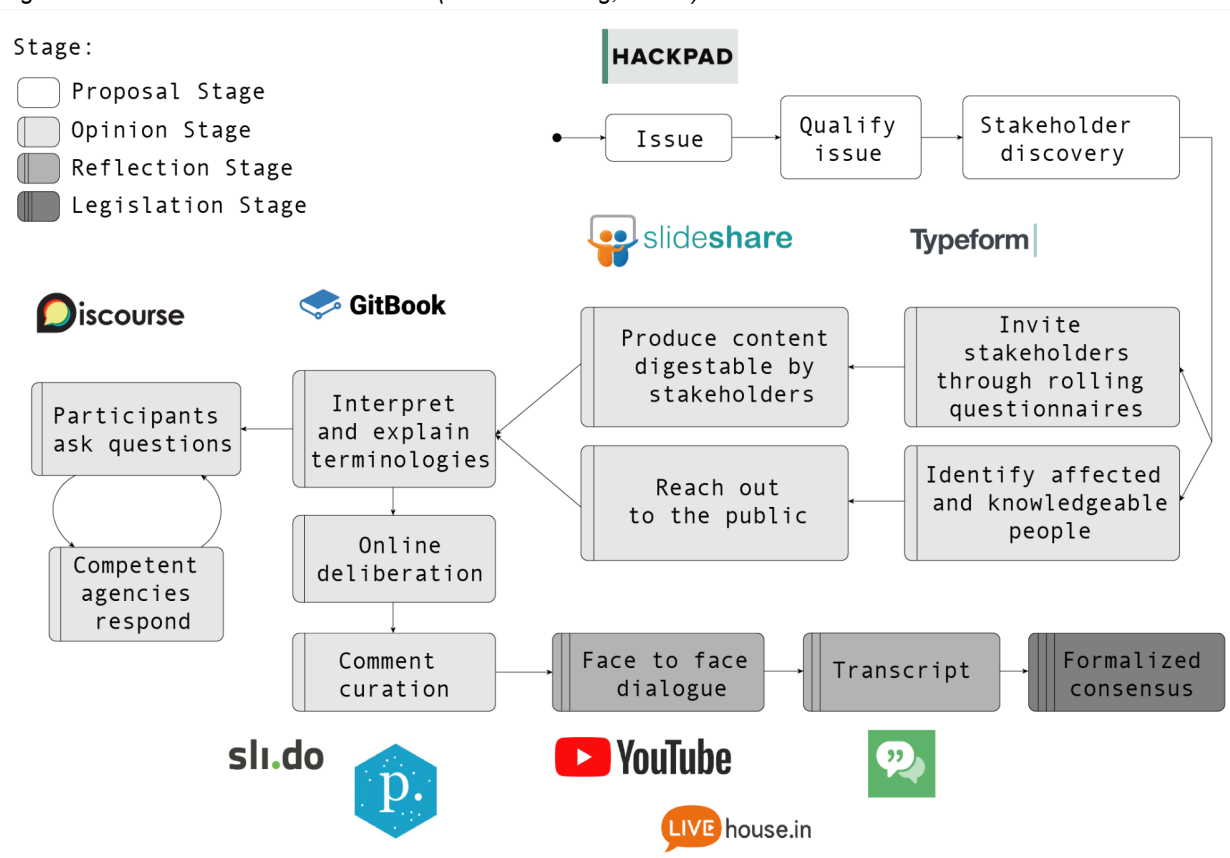 Stage:
Proposal Stage
Opinion Stage
Reflection Stage
Legislation Stage
HACKPAD
Issue
Qualify
issue
Stakeholder
discovery
slideshare
Typeform
Discourse
GitBook
Produce content
digestable by
stakeholders
Invite
stakeholders
through rolling
questionnaires
Participants
ask questions
Interpret
and explain
terminologies
Reach out
to the public
Identify affected
and knowledgeable
people
Competent
agencies
respond
Online
deliberation
Comment
curation
Face to face
dialogue
Transcript
Formalized
consensus
sli.do
p.
YouTube
LIVE house.in